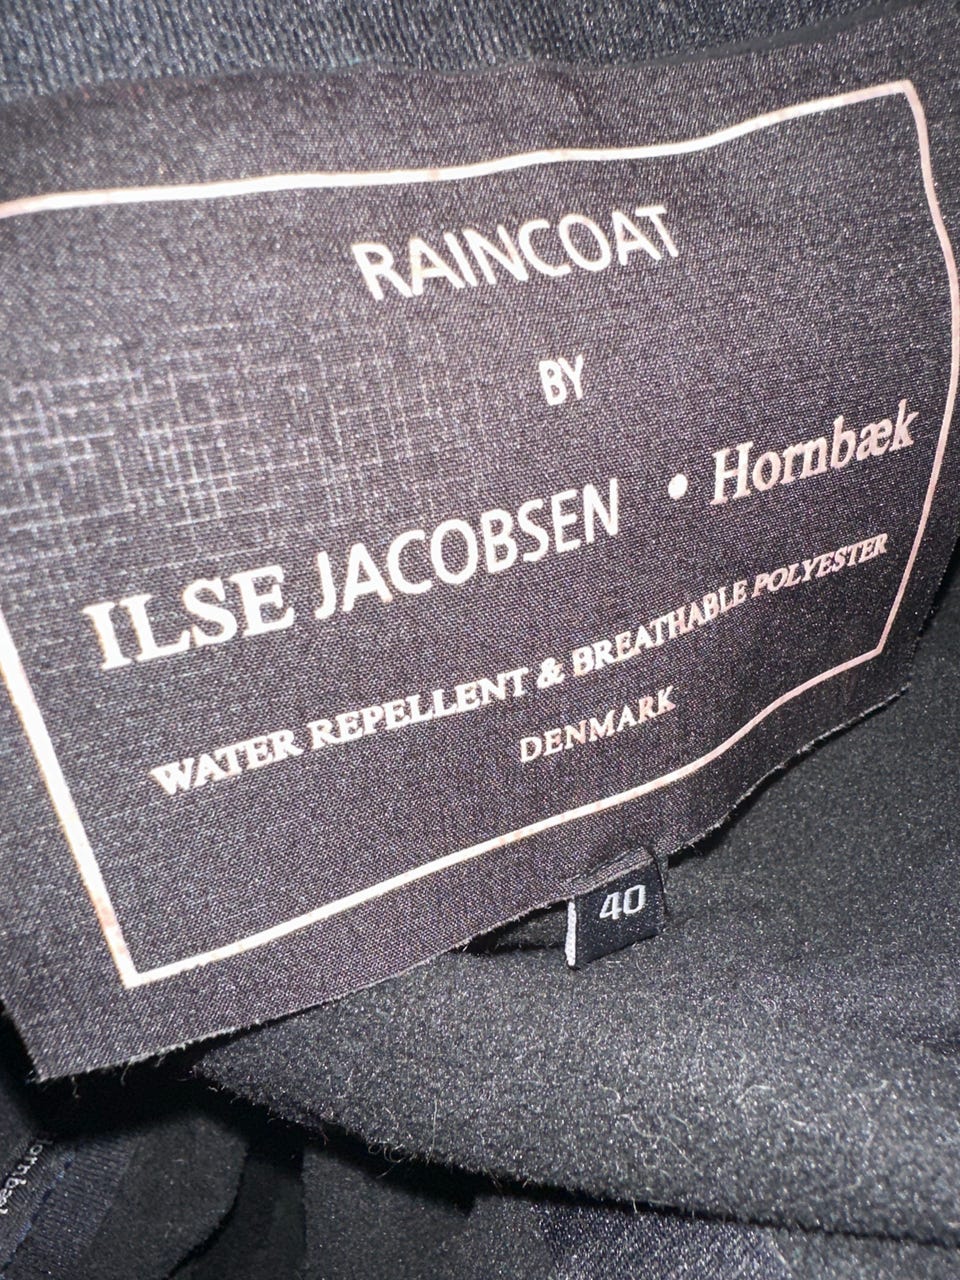 RAINCOAT
BY
ILSE JACOBSEN • Hornbæk
WATER REPELLENT & BREATHABLE POLYESTER
DENMARK
40